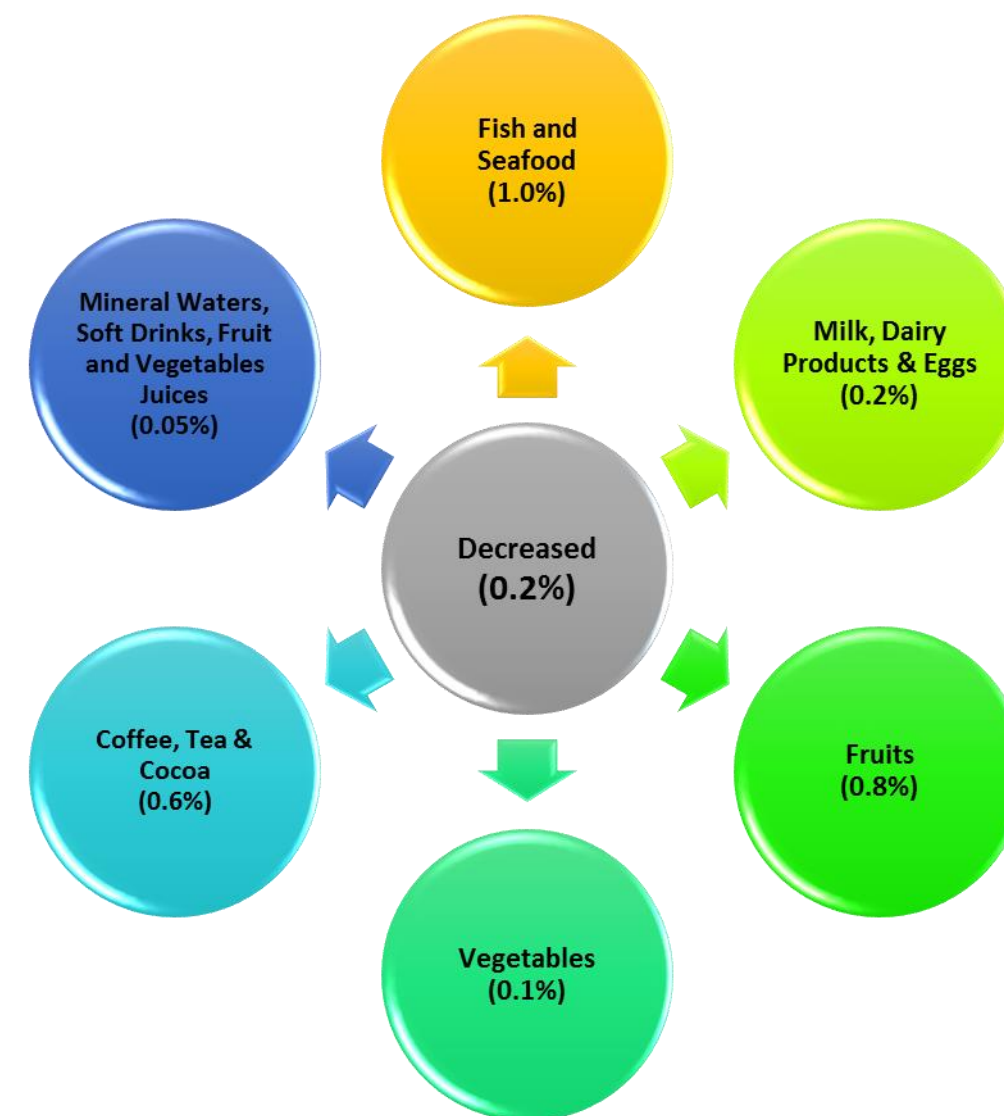 Fish and
Seafood
(1.0%)
Mineral Waters,
Soft Drinks, Fruit
and Vegetables
Juices
(0.05%)
Milk, Dairy
Products & Eggs
(0.2%)
Decreased
(0.2%)
Coffee, Tea &
Cocoa
(0.6%)
Fruits
(0.8%)
Vegetables
(0.1%)